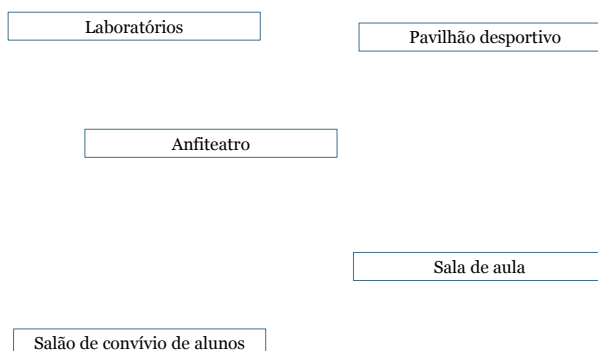 Laboratórios
Pavilhão desportivo
Anfiteatro
Sala de aula
Salão de convívio de alunos